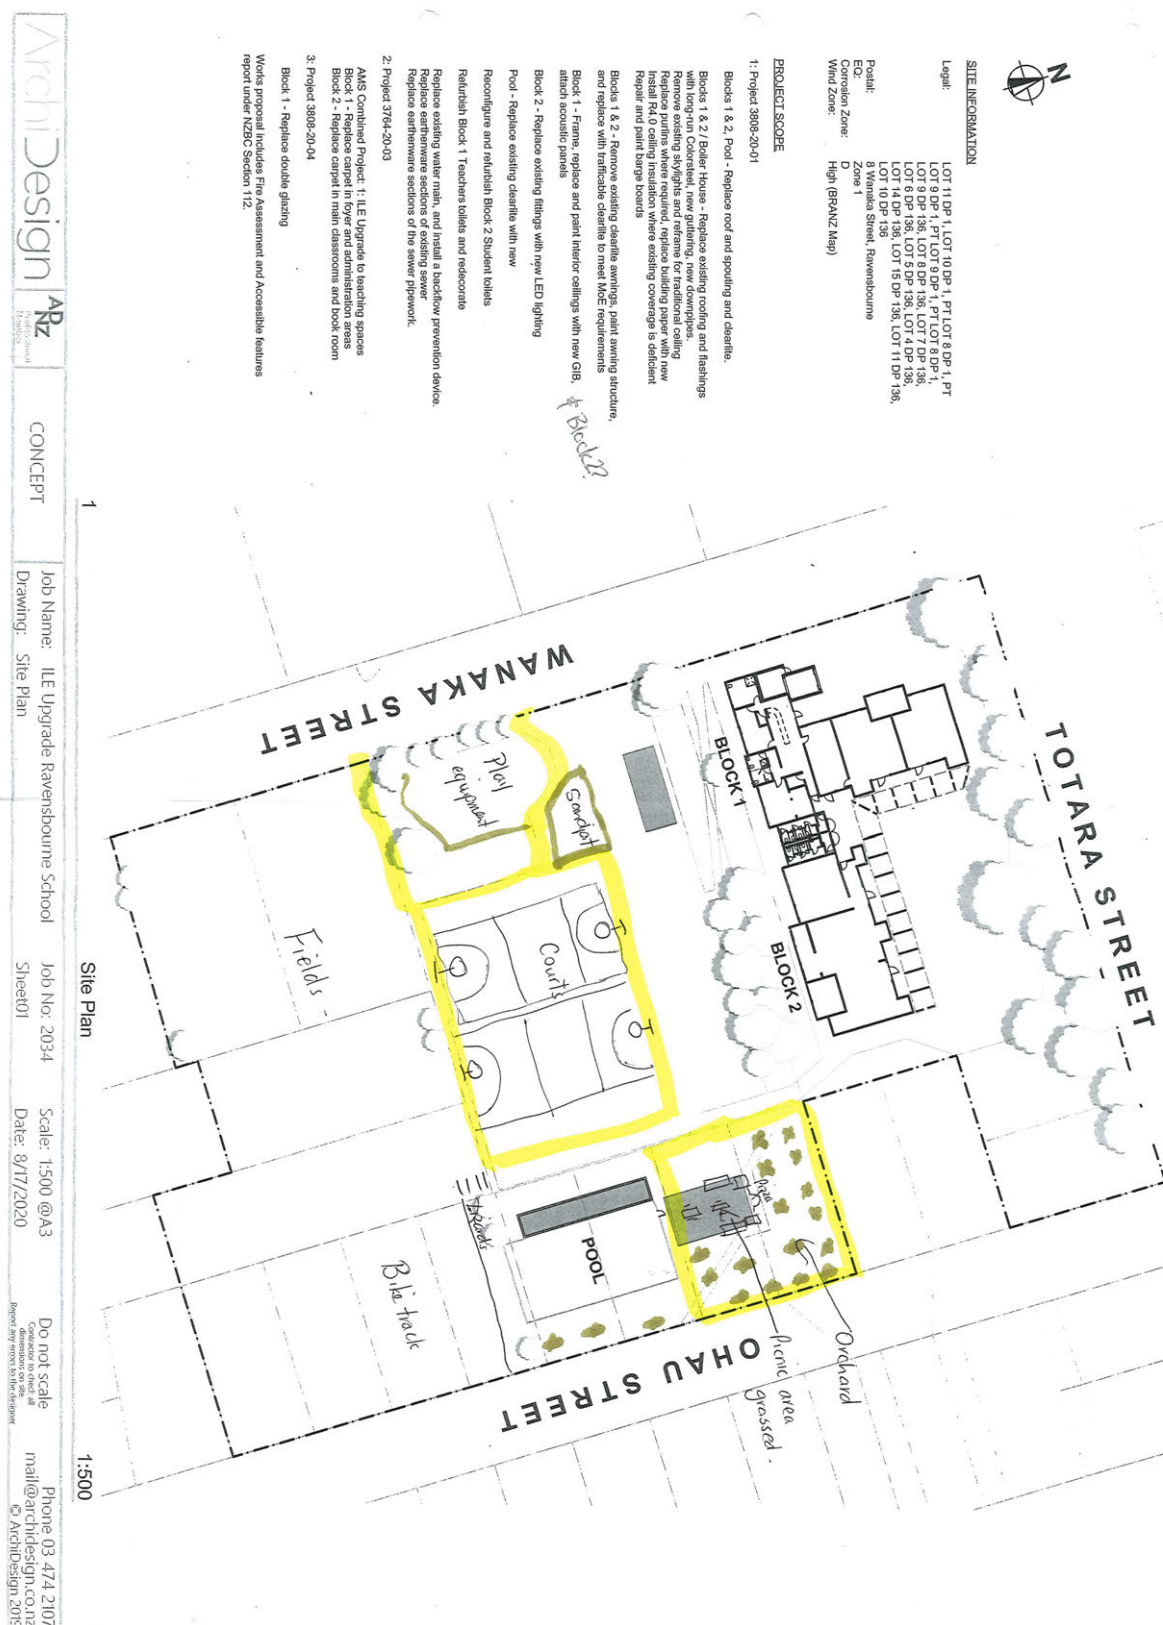 N
SITE INFORMATION
Legal:
LOT 11 DP 1, LOT 10 DP 1, PT LOT 8 DP 1, PT
LOT 9 DP 1, PT LOT 9 DP 1, PT LOT 8 DP 1,
LOT 9 DP 136, LOT 8 DP 136, LOT 7 DP 136,
LOT 6 DP 136, LOT 5 DP 136, LOT 4 DP 136,
LOT 14 DP 136, LOT 15 DP 136, LOT 11 DP 136,
LOT 10 DP 136
Postal: 8 Wanaka Street, Ravensbourne
EQ: Zone 1
Corrosion Zone: D
Wind Zone: High (BRANZ Map)
PROJECT SCOPE
1: Project 3808-20-01
Blocks 1 & 2, Pool - Replace roof and spouting and clearlite.
Blocks 1 & 2 / Boiler House - Replace existing roofing and flashings
with long-run Colorsteel, new guttering, new downpipes.
Remove existing skylights and reframe for traditional ceiling
Replace purlins where required, replace building paper with new
Install R4.0 ceiling insulation where existing coverage is deficient
Repair and paint barge boards
Blocks 1 & 2 - Remove existing clearlite awnings, paint awning structure,
and replace with trafficable clearlite to meet MoE requirements
Block 1 - Frame, replace and paint interior ceilings with new GIB,
attach acoustic panels
& Block 2?
Block 2 - Replace existing fittings with new LED lighting
Pool - Replace existing clearlite with new
Reconfigure and refurbish Block 2 Student toilets
Refurbish Block 1 Teachers toilets and redecorate
Replace existing water main, and install a backflow prevention device.
Replace earthenware sections of existing sewer
Replace earthenware sections of the sewer pipework.
2: Project 3764-20-03
AMS Combined Project: 1: ILE Upgrade to teaching spaces
Block 1 - Replace carpet in foyer and administration areas
Block 2 - Replace carpet in main classrooms and book room
3: Project 3808-20-04
Block 1 - Replace double glazing
Works proposal includes Fire Assessment and Accessible features
report under NZBC Section 112.
TOTARA STREET
WANAKA STREET
OHAU STREET
BLOCK 1
BLOCK 2
Play
equipment
Sandpit
Courts
Fields
POOL
Bike track
Pizza
Orchard
Picnic area
grassed
1
Site Plan
1:500
ArchiDesign
ADNZ
Professional
Member
CONCEPT
Job Name: ILE Upgrade Ravensbourne School
Drawing: Site Plan
Job No: 2034
Sheet01
Scale: 1:500 @A3
Date: 8/17/2020
Do not scale
Contractor to check all
dimensions on site.
Report any errors to the designer
Phone 03 474 2107
mail@archidesign.co.nz
© ArchiDesign 2019